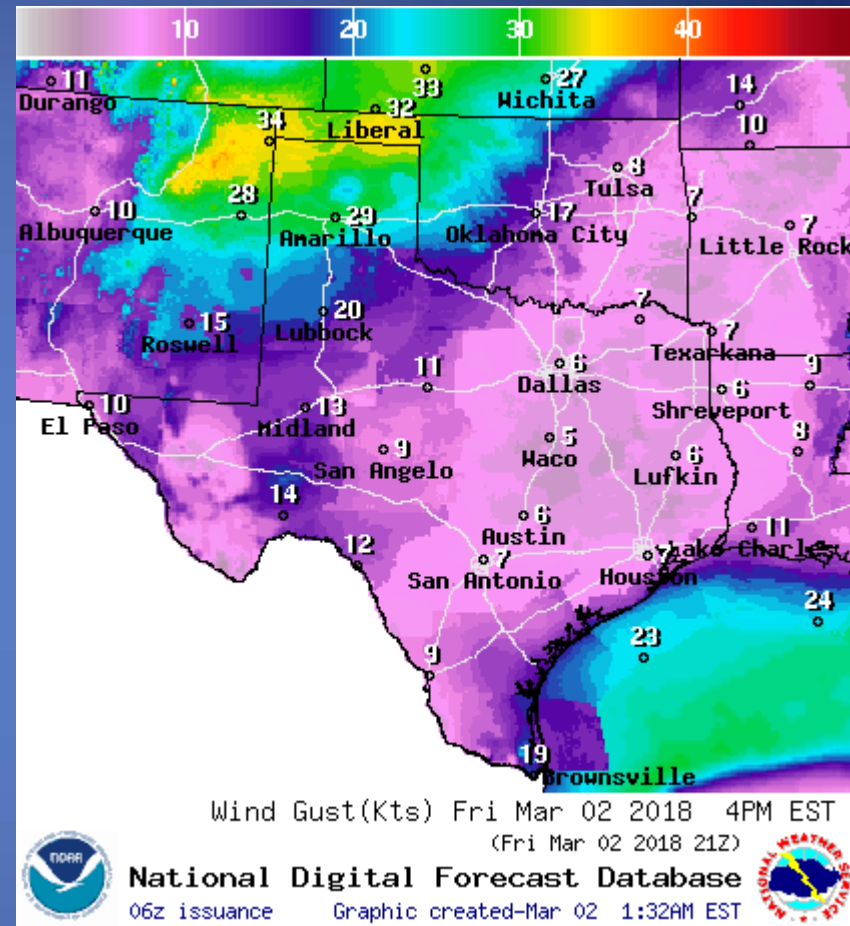 10 20 30 40
33
11 27
Durango Wichita 14
32
34 Liberal
10
8
Tulsa
28 29 17 7
10 7
Albuquerque Amarillo Oklahoma City Little Rock
20 7
15 Lubbock 7
Roswell Texarkana
6
11 Dallas 6 9
10 13 Shreveport
El Paso Midland
9 5 6 8
San Angelo Waco Lufkin
14 6 11
Austin
12 7 7 Lake Charles
San Antonio Houston
24
23
9
19
Brownsville
Wind Gust(Kts) Fri Mar 02 2018 4PM EST
(Fri Mar 02 2018 21Z)
NOAA
National Digital Forecast Database
06z issuance Graphic created-Mar 02 1:32AM EST
NATIONAL WEATHER SERVICE